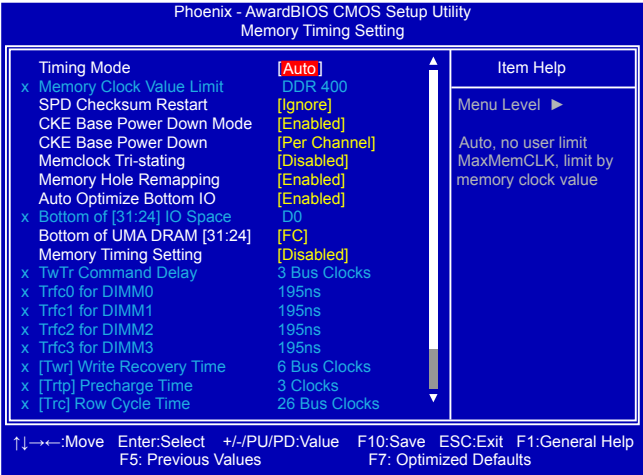 Phoenix - AwardBIOS CMOS Setup Utility
Memory Timing Setting
Timing Mode [Auto]
x Memory Clock Value Limit DDR 400
SPD Checksum Restart [Ignore]
CKE Base Power Down Mode [Enabled]
CKE Base Power Down [Per Channel]
Memclock Tri-stating [Disabled]
Memory Hole Remapping [Enabled]
Auto Optimize Bottom IO [Enabled]
x Bottom of [31:24] IO Space D0
Bottom of UMA DRAM [31:24] [FC]
Memory Timing Setting [Disabled]
x TwTr Command Delay 3 Bus Clocks
x Trfc0 for DIMM0 195ns
x Trfc1 for DIMM1 195ns
x Trfc2 for DIMM2 195ns
x Trfc3 for DIMM3 195ns
x [Twr] Write Recovery Time 6 Bus Clocks
x [Trtp] Precharge Time 3 Clocks
x [Trc] Row Cycle Time 26 Bus Clocks
Item Help
Menu Level ►
Auto, no user limit
MaxMemCLK, limit by
memory clock value
↑↓→←:Move Enter:Select +/-/PU/PD:Value F10:Save ESC:Exit F1:General Help
F5: Previous Values F7: Optimized Defaults